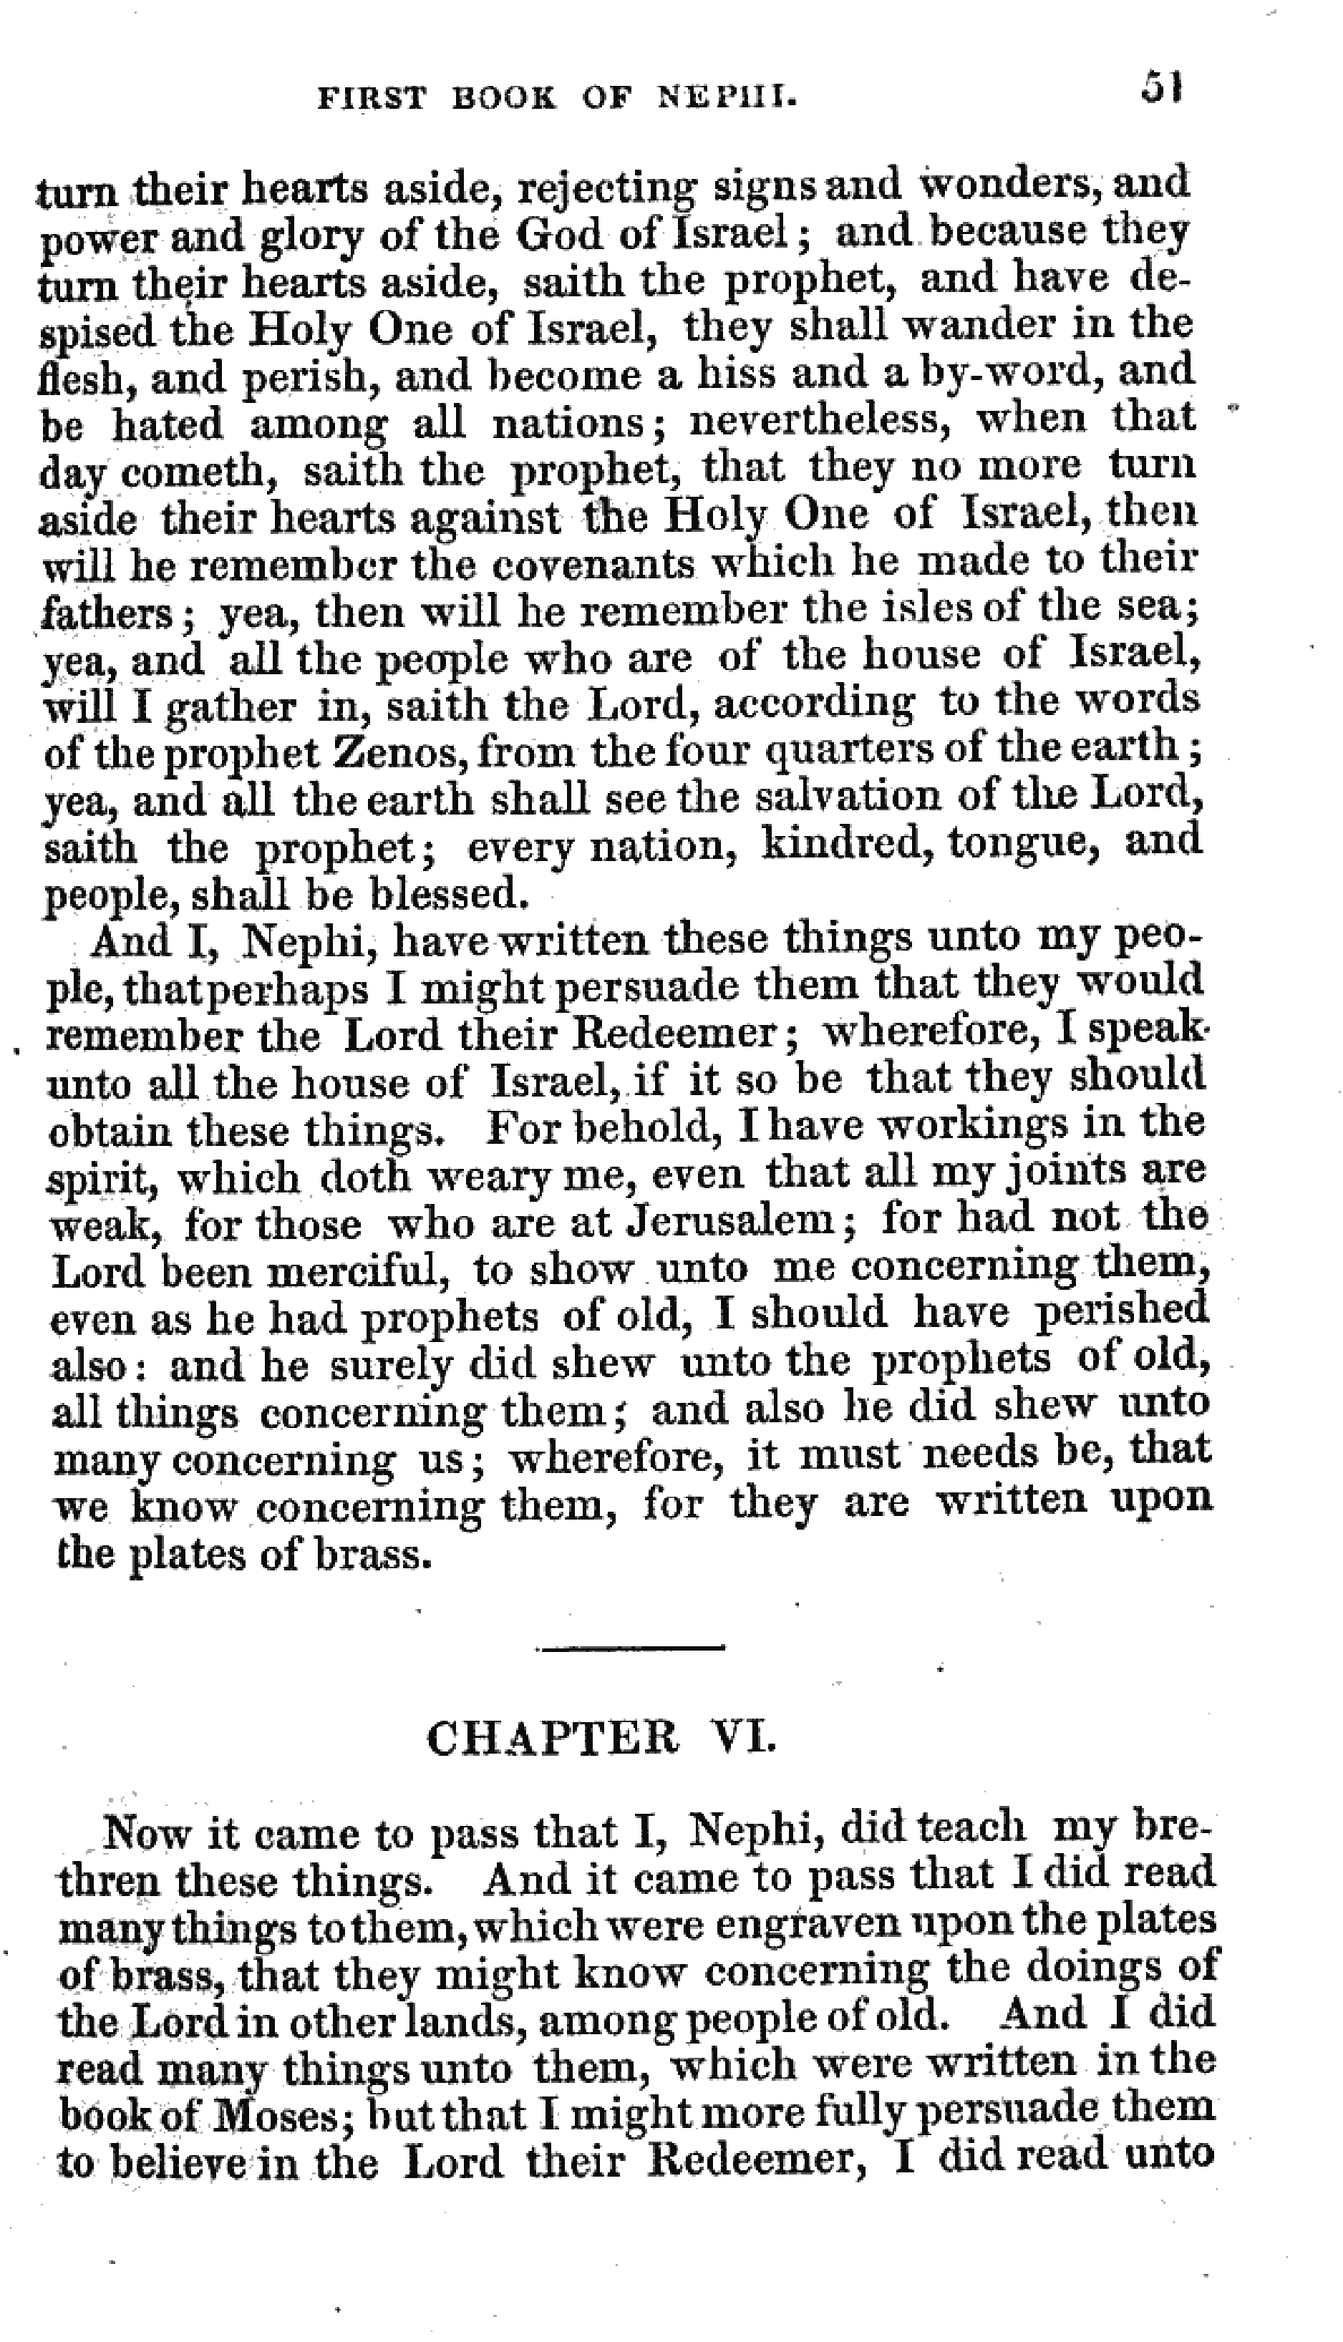 FIRST BOOK OF NEPHI. 51
turn their hearts aside, rejecting signs and wonders, and
power and glory of the God of Israel; and because they
turn their hearts aside, saith the prophet, and have de-
spised the Holy One of Israel, they shall wander in the
flesh, and perish, and become a hiss and a by-word, and
be hated among all nations; nevertheless, when that
day cometh, saith the prophet, that they no more turn
aside their hearts against the Holy One of Israel, then
will he remember the covenants which he made to their
fathers; yea, then will he remember the isles of the sea;
yea, and all the people who are of the house of Israel,
will I gather in, saith the Lord, according to the words
of the prophet Zenos, from the four quarters of the earth;
yea, and all the earth shall see the salvation of the Lord,
saith the prophet; every nation, kindred, tongue, and
people, shall be blessed.
And I, Nephi, have written these things unto my peo-
ple, that perhaps I might persuade them that they would
remember the Lord their Redeemer; wherefore, I speak
unto all the house of Israel, if it so be that they should
obtain these things. For behold, I have workings in the
spirit, which doth weary me, even that all my joints are
weak, for those who are at Jerusalem; for had not the
Lord been merciful, to show unto me concerning them,
even as he had prophets of old, I should have perished
also: and he surely did shew unto the prophets of old,
all things concerning them; and also he did shew unto
many concerning us; wherefore, it must needs be, that
we know concerning them, for they are written upon
the plates of brass.
CHAPTER VI.
Now it came to pass that I, Nephi, did teach my bre-
thren these things. And it came to pass that I did read
many things to them, which were engraven upon the plates
of brass, that they might know concerning the doings of
the Lord in other lands, among people of old. And I did
read many things unto them, which were written in the
book of Moses; but that I might more fully persuade them
to believe in the Lord their Redeemer, I did read unto